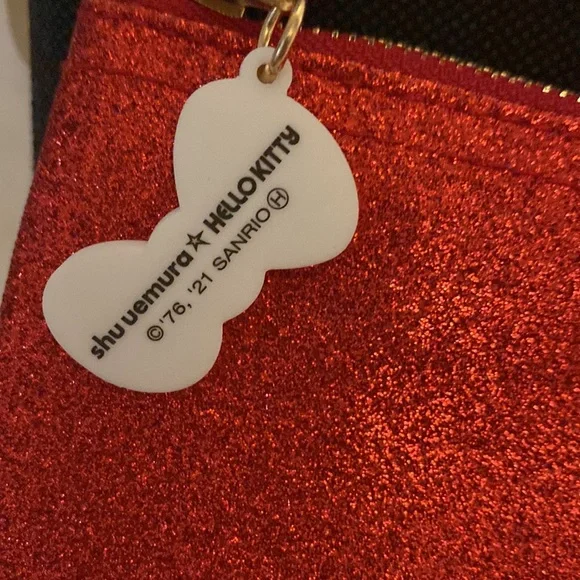 shu uemura ☆ HELLO KITTY
©'76, '21 SANRIO Ⓗ